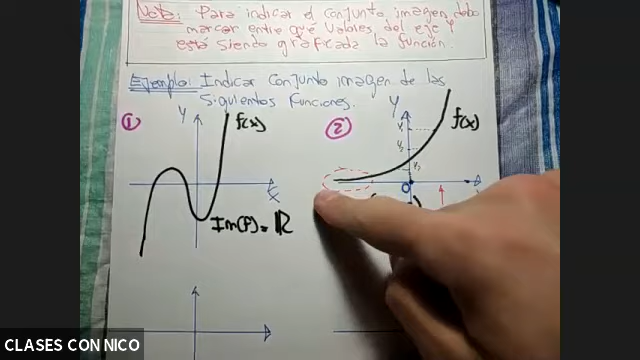 Nota: Para indicar el conjunto imagen, debo
marcar entre qué valores del eje y
está siendo graficada la función.
Ejemplo: Indicar conjunto imagen de las
siguientes funciones.
1 Y f(x)
2 Y f(x)
X
0
Im(f) = ℝ
CLASES CON NICO